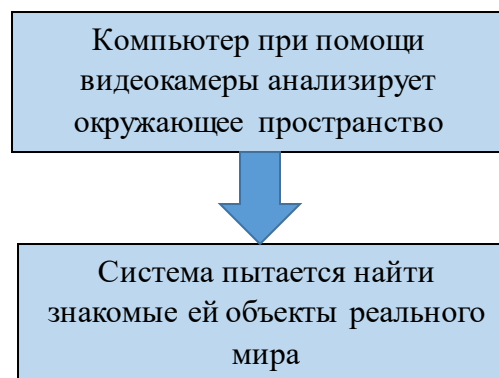 Компьютер при помощи
видеокамеры анализирует
окружающее пространство
Система пытается найти
знакомые ей объекты реального
мира